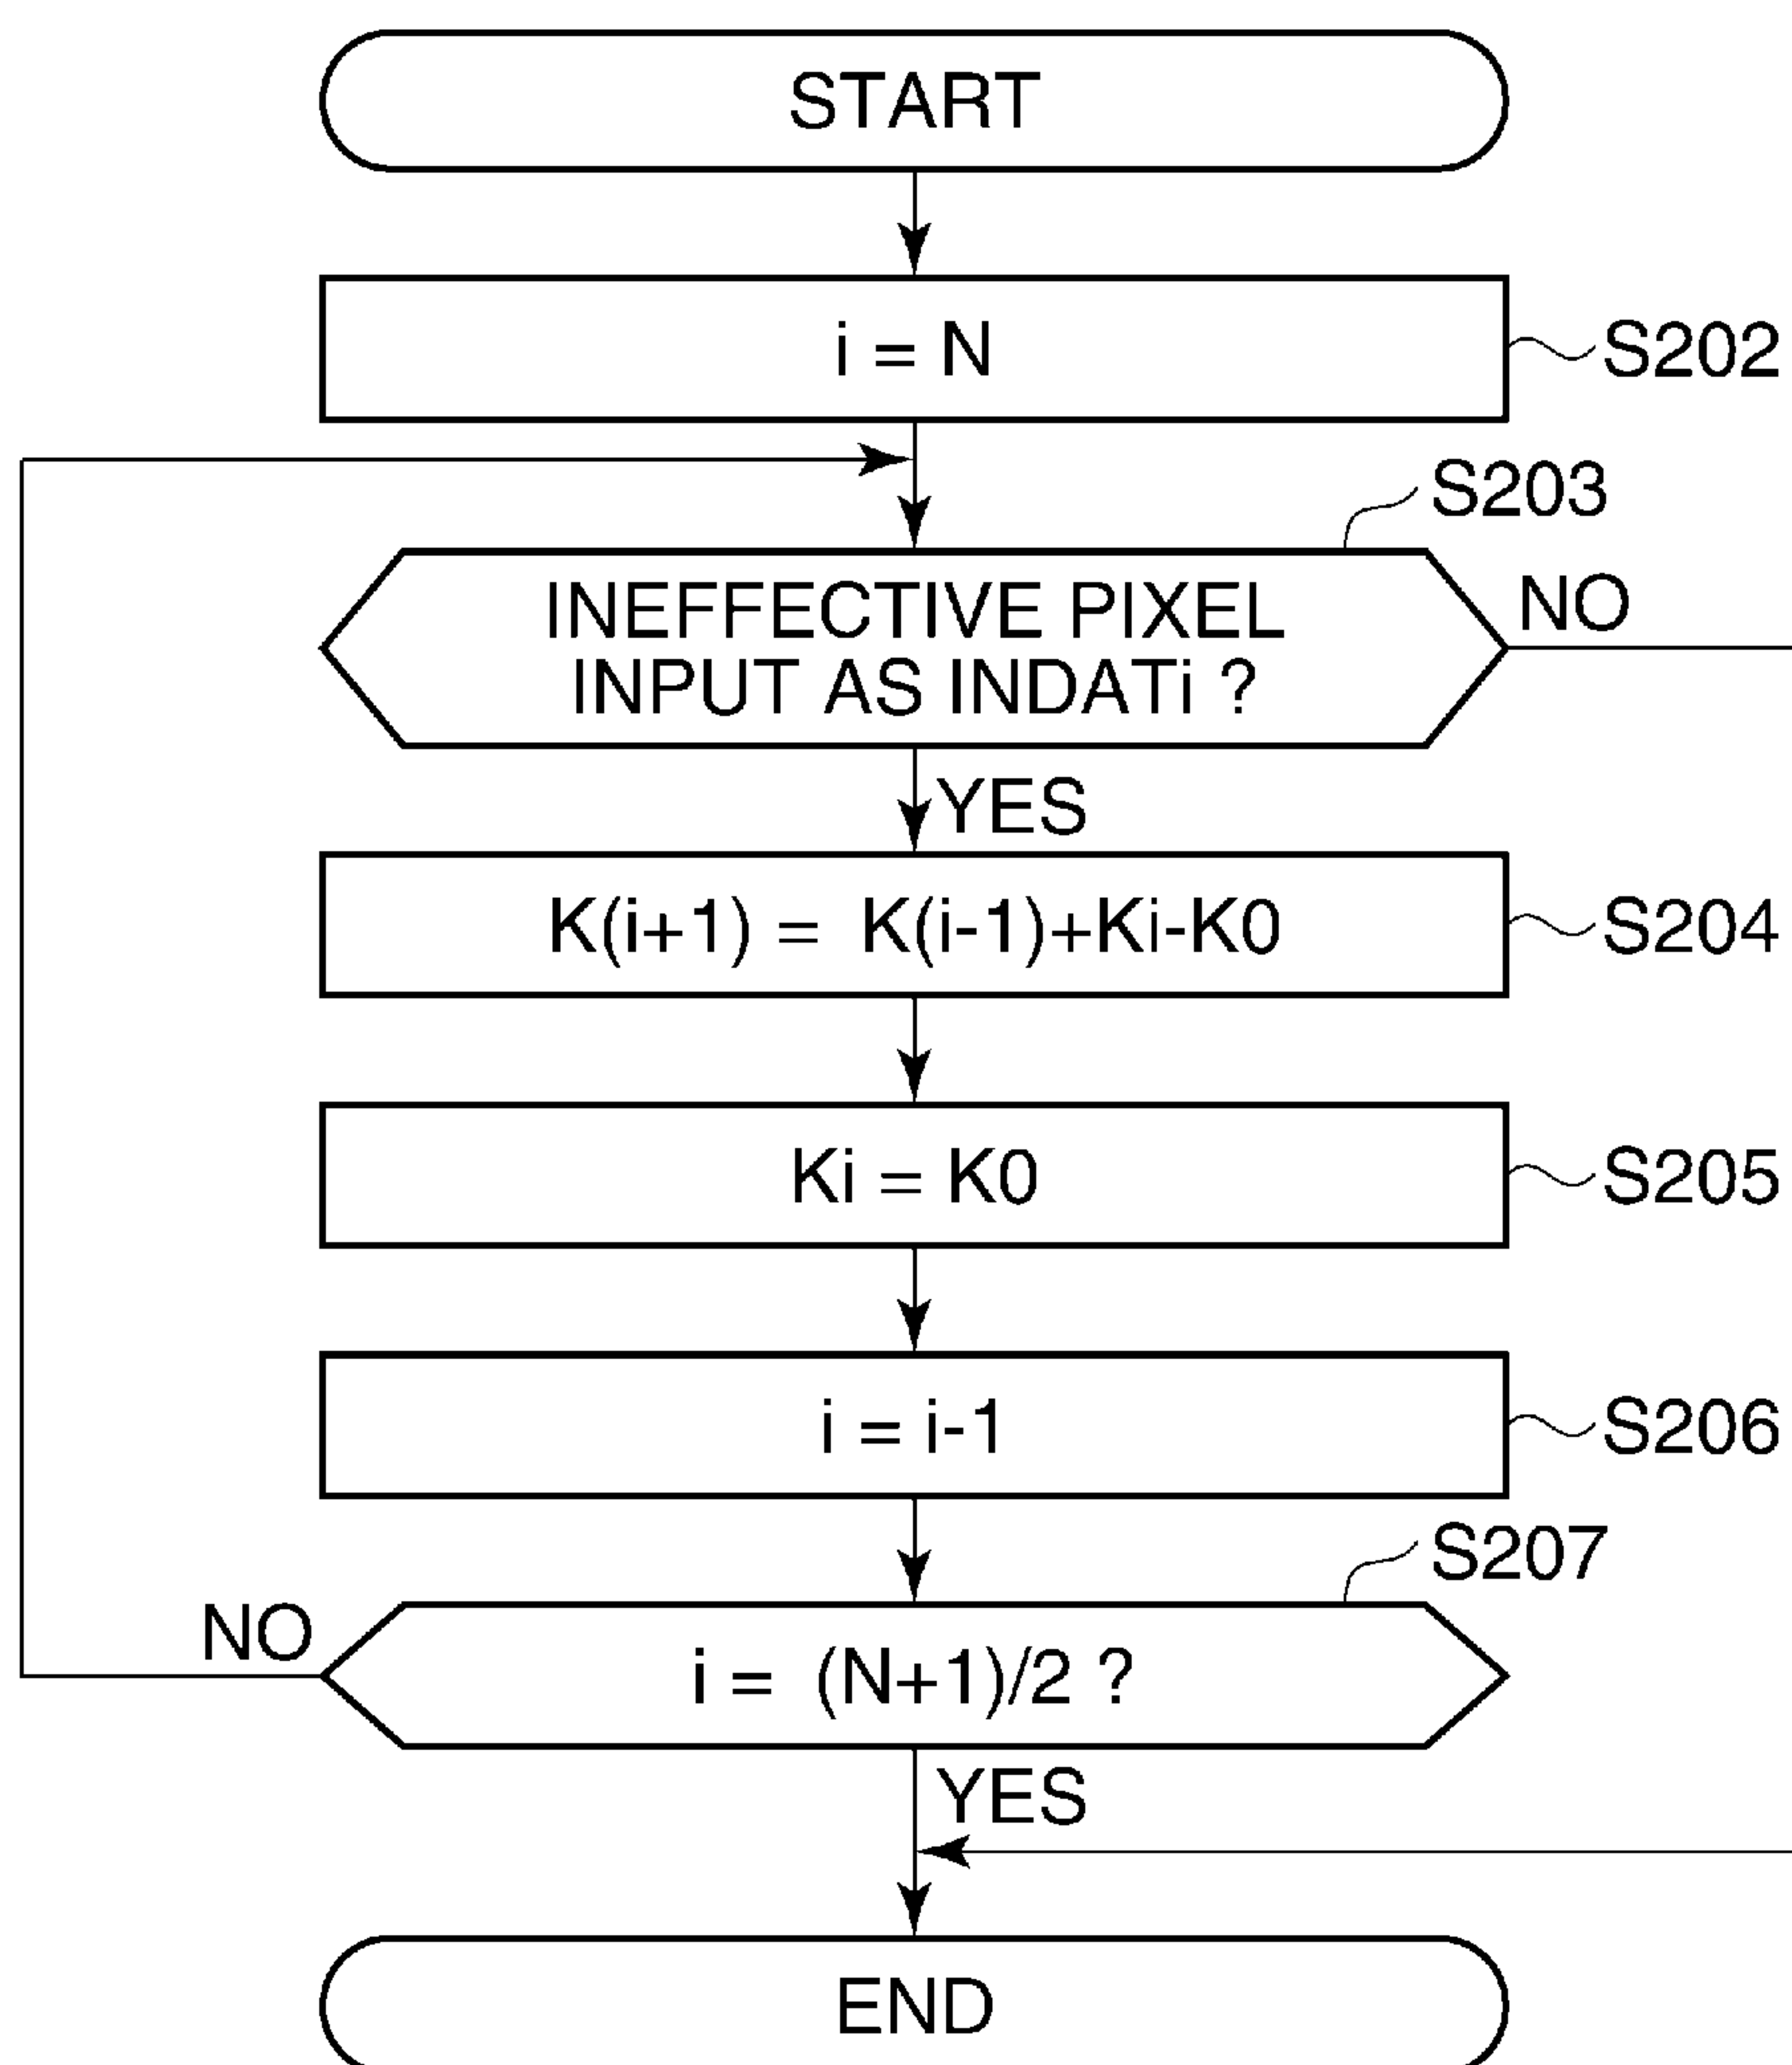 START
i = N
S202
S203
INEFFECTIVE PIXEL
INPUT AS INDATi ?
NO
YES
K(i+1) = K(i-1)+Ki-K0
S204
Ki = K0
S205
i = i-1
S206
S207
NO
i = (N+1)/2 ?
YES
END